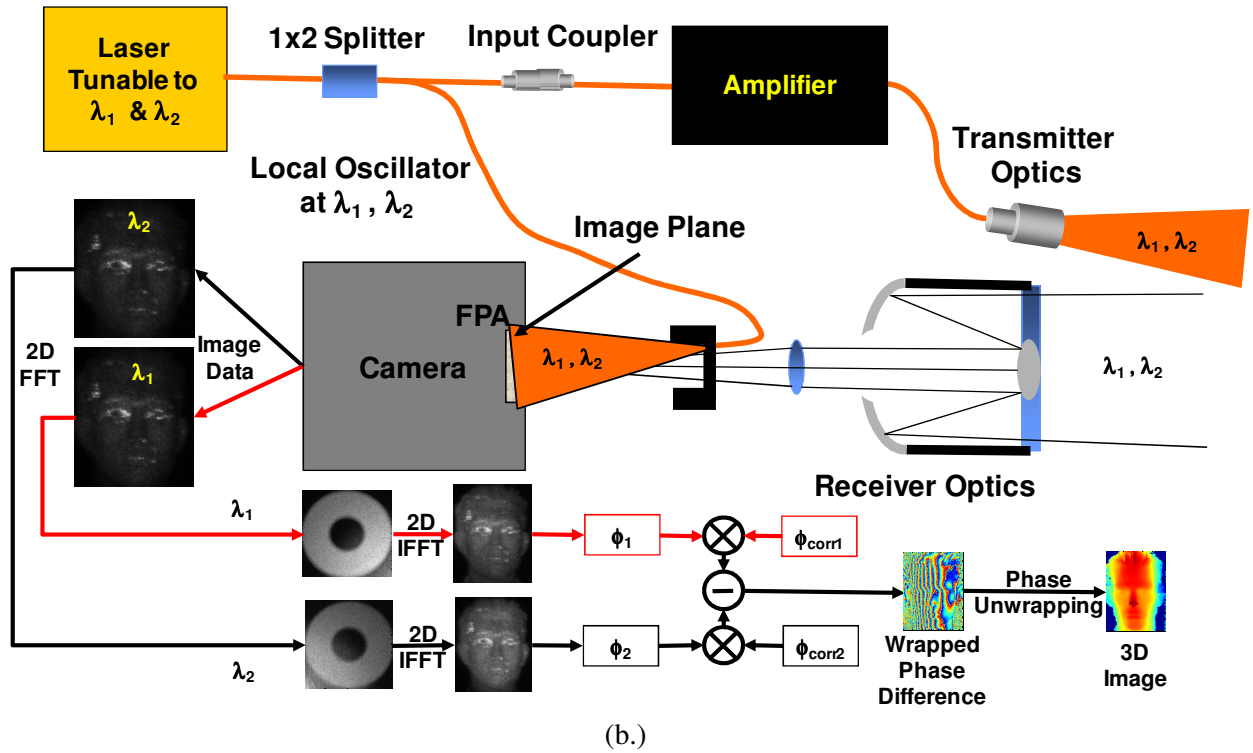 Laser
Tunable to
λ1 & λ2
1x2 Splitter
Input Coupler
Amplifier
Transmitter
Optics
λ1 , λ2
Local Oscillator
at λ1 , λ2
Image Plane
λ2
FPA
Camera
λ1 , λ2
λ1 , λ2
2D
FFT
Image
Data
λ1
Receiver Optics
λ1
2D
IFFT
ϕ1
ϕcorr1
λ2
2D
IFFT
ϕ2
ϕcorr2
Wrapped
Phase
Difference
Phase
Unwrapping
3D
Image
(b.)